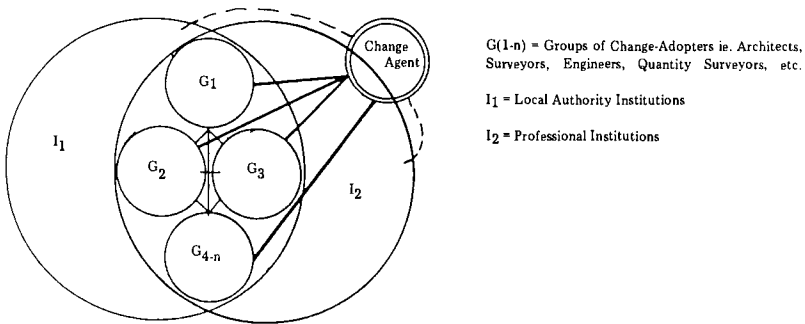 Change
Agent
G1
G2
G3
G4-n
I1
I2
G(1-n) = Groups of Change-Adopters ie. Architects,
Surveyors, Engineers, Quantity Surveyors, etc.
I1 = Local Authority Institutions
I2 = Professional Institutions